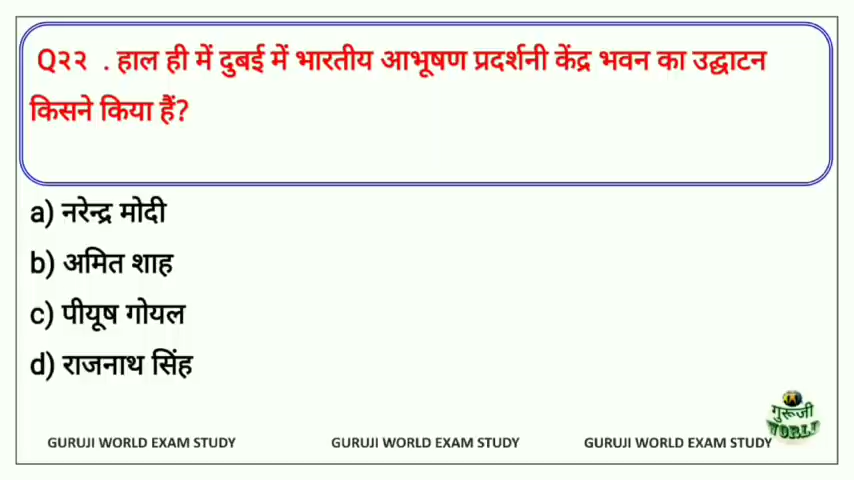 Q२२ . हाल ही में दुबई में भारतीय आभूषण प्रदर्शनी केंद्र भवन का उद्घाटन
किसने किया हैं?
a) नरेन्द्र मोदी
b) अमित शाह
c) पीयूष गोयल
d) राजनाथ सिंह
गुरूजी
WORLD
GURUJI WORLD EXAM STUDY GURUJI WORLD EXAM STUDY GURUJI WORLD EXAM STUDY